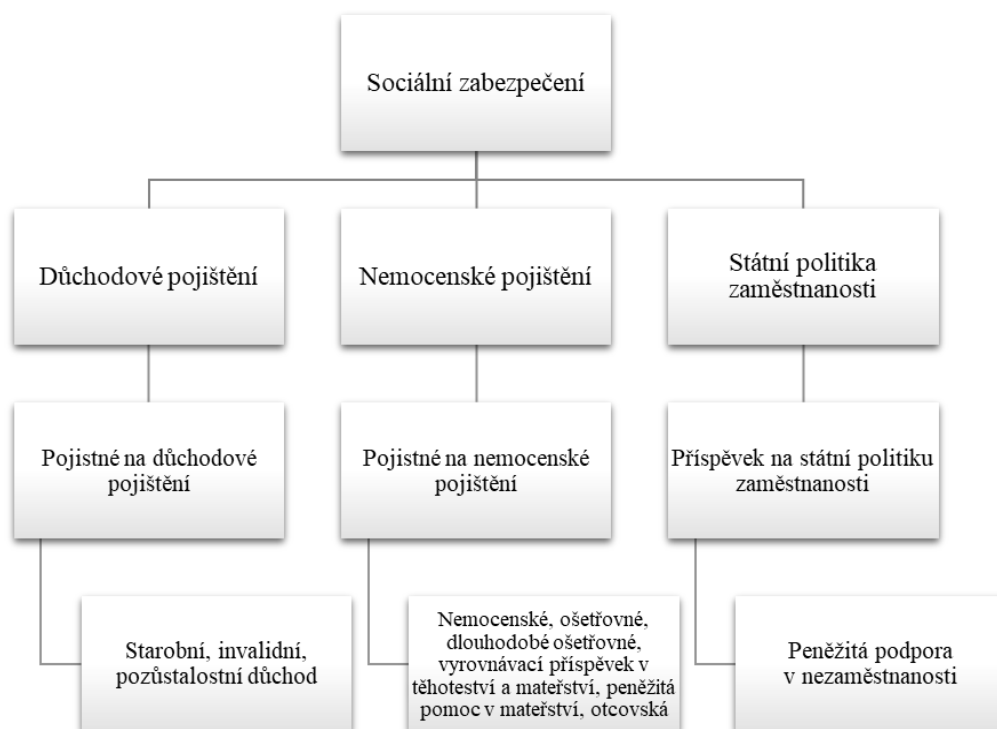 Sociální zabezpečení
Důchodové pojištění
Nemocenské pojištění
Státní politika
zaměstnanosti
Pojistné na důchodové
pojištění
Pojistné na nemocenské
pojištění
Příspěvek na státní politiku
zaměstnanosti
Starobní, invalidní,
pozůstalostní důchod
Nemocenské, ošetřovné,
dlouhodobé ošetřovné,
vyrovnávací příspěvek v
těhoteství a mateřství, peněžitá
pomoc v mateřství, otcovská
Peněžitá podpora
v nezaměstnanosti